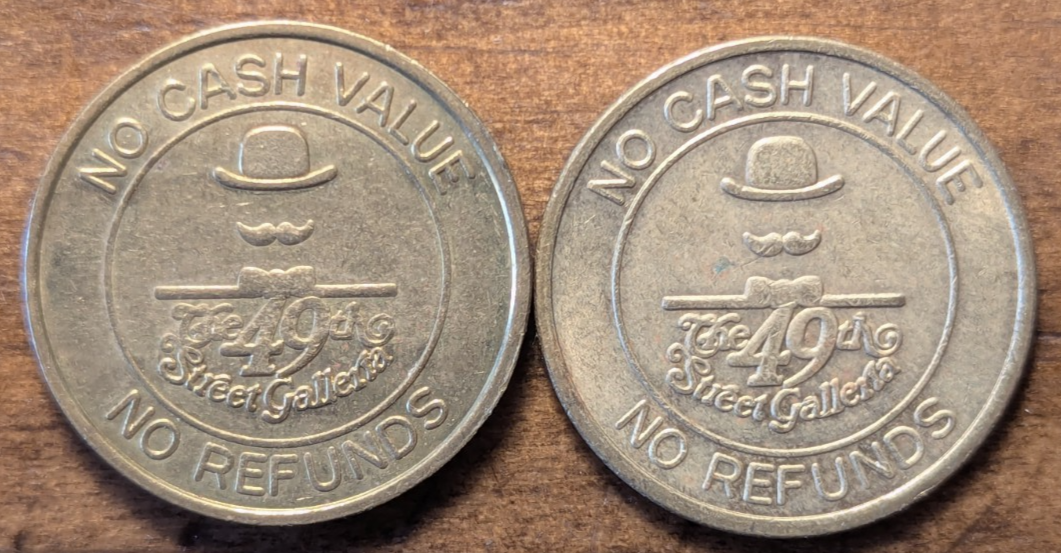 NO CASH VALUE
The 49th
Street Galleria
NO REFUNDS
NO CASH VALUE
The 49th
Street Galleria
NO REFUNDS